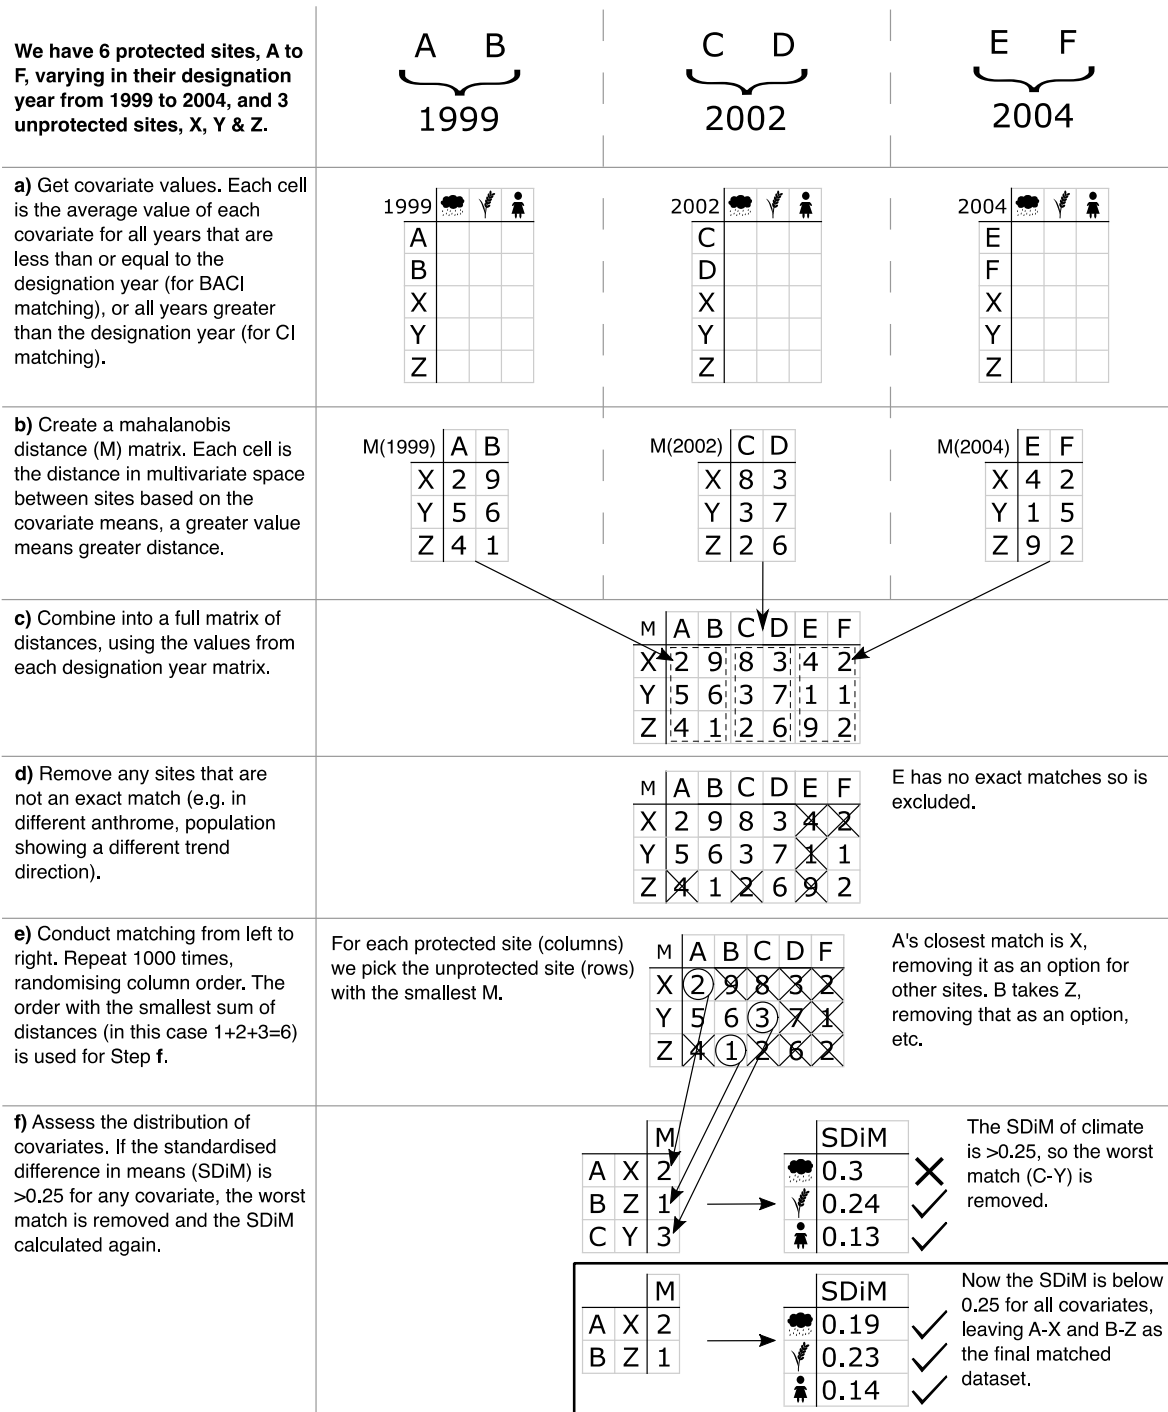 We have 6 protected sites, A to
F, varying in their designation
year from 1999 to 2004, and 3
unprotected sites, X, Y & Z.
A B
1999
C D
2002
E F
2004
a) Get covariate values. Each cell
is the average value of each
covariate for all years that are
less than or equal to the
designation year (for BACI
matching), or all years greater
than the designation year (for CI
matching).
1999
A
B
X
Y
Z
2002
C
D
X
Y
Z
2004
E
F
X
Y
Z
b) Create a mahalanobis
distance (M) matrix. Each cell is
the distance in multivariate space
between sites based on the
covariate means, a greater value
means greater distance.
M(1999) A B
X 2 9
Y 5 6
Z 4 1
M(2002) C D
X 8 3
Y 3 7
Z 2 6
M(2004) E F
X 4 2
Y 1 5
Z 9 2
c) Combine into a full matrix of
distances, using the values from
each designation year matrix.
M A B C D E F
X 2 9 8 3 4 2
Y 5 6 3 7 1 1
Z 4 1 2 6 9 2
d) Remove any sites that are
not an exact match (e.g. in
different anthrome, population
showing a different trend
direction).
M A B C D E F
X 2 9 8 3 4 2
Y 5 6 3 7 1 1
Z 4 1 2 6 9 2
E has no exact matches so is
excluded.
e) Conduct matching from left to
right. Repeat 1000 times,
randomising column order. The
order with the smallest sum of
distances (in this case 1+2+3=6)
is used for Step f.
For each protected site (columns)
we pick the unprotected site (rows)
with the smallest M.
M A B C D F
X 2 9 8 3 2
Y 5 6 3 7 1
Z 4 1 2 6 2
A's closest match is X,
removing it as an option for
other sites. B takes Z,
removing that as an option,
etc.
f) Assess the distribution of
covariates. If the standardised
difference in means (SDiM) is
>0.25 for any covariate, the worst
match is removed and the SDiM
calculated again.
M
A X 2
B Z 1
C Y 3
SDiM
0.3
0.24
0.13
The SDiM of climate
is >0.25, so the worst
match (C-Y) is
removed.
M
A X 2
B Z 1
SDiM
0.19
0.23
0.14
Now the SDiM is below
0.25 for all covariates,
leaving A-X and B-Z as
the final matched
dataset.